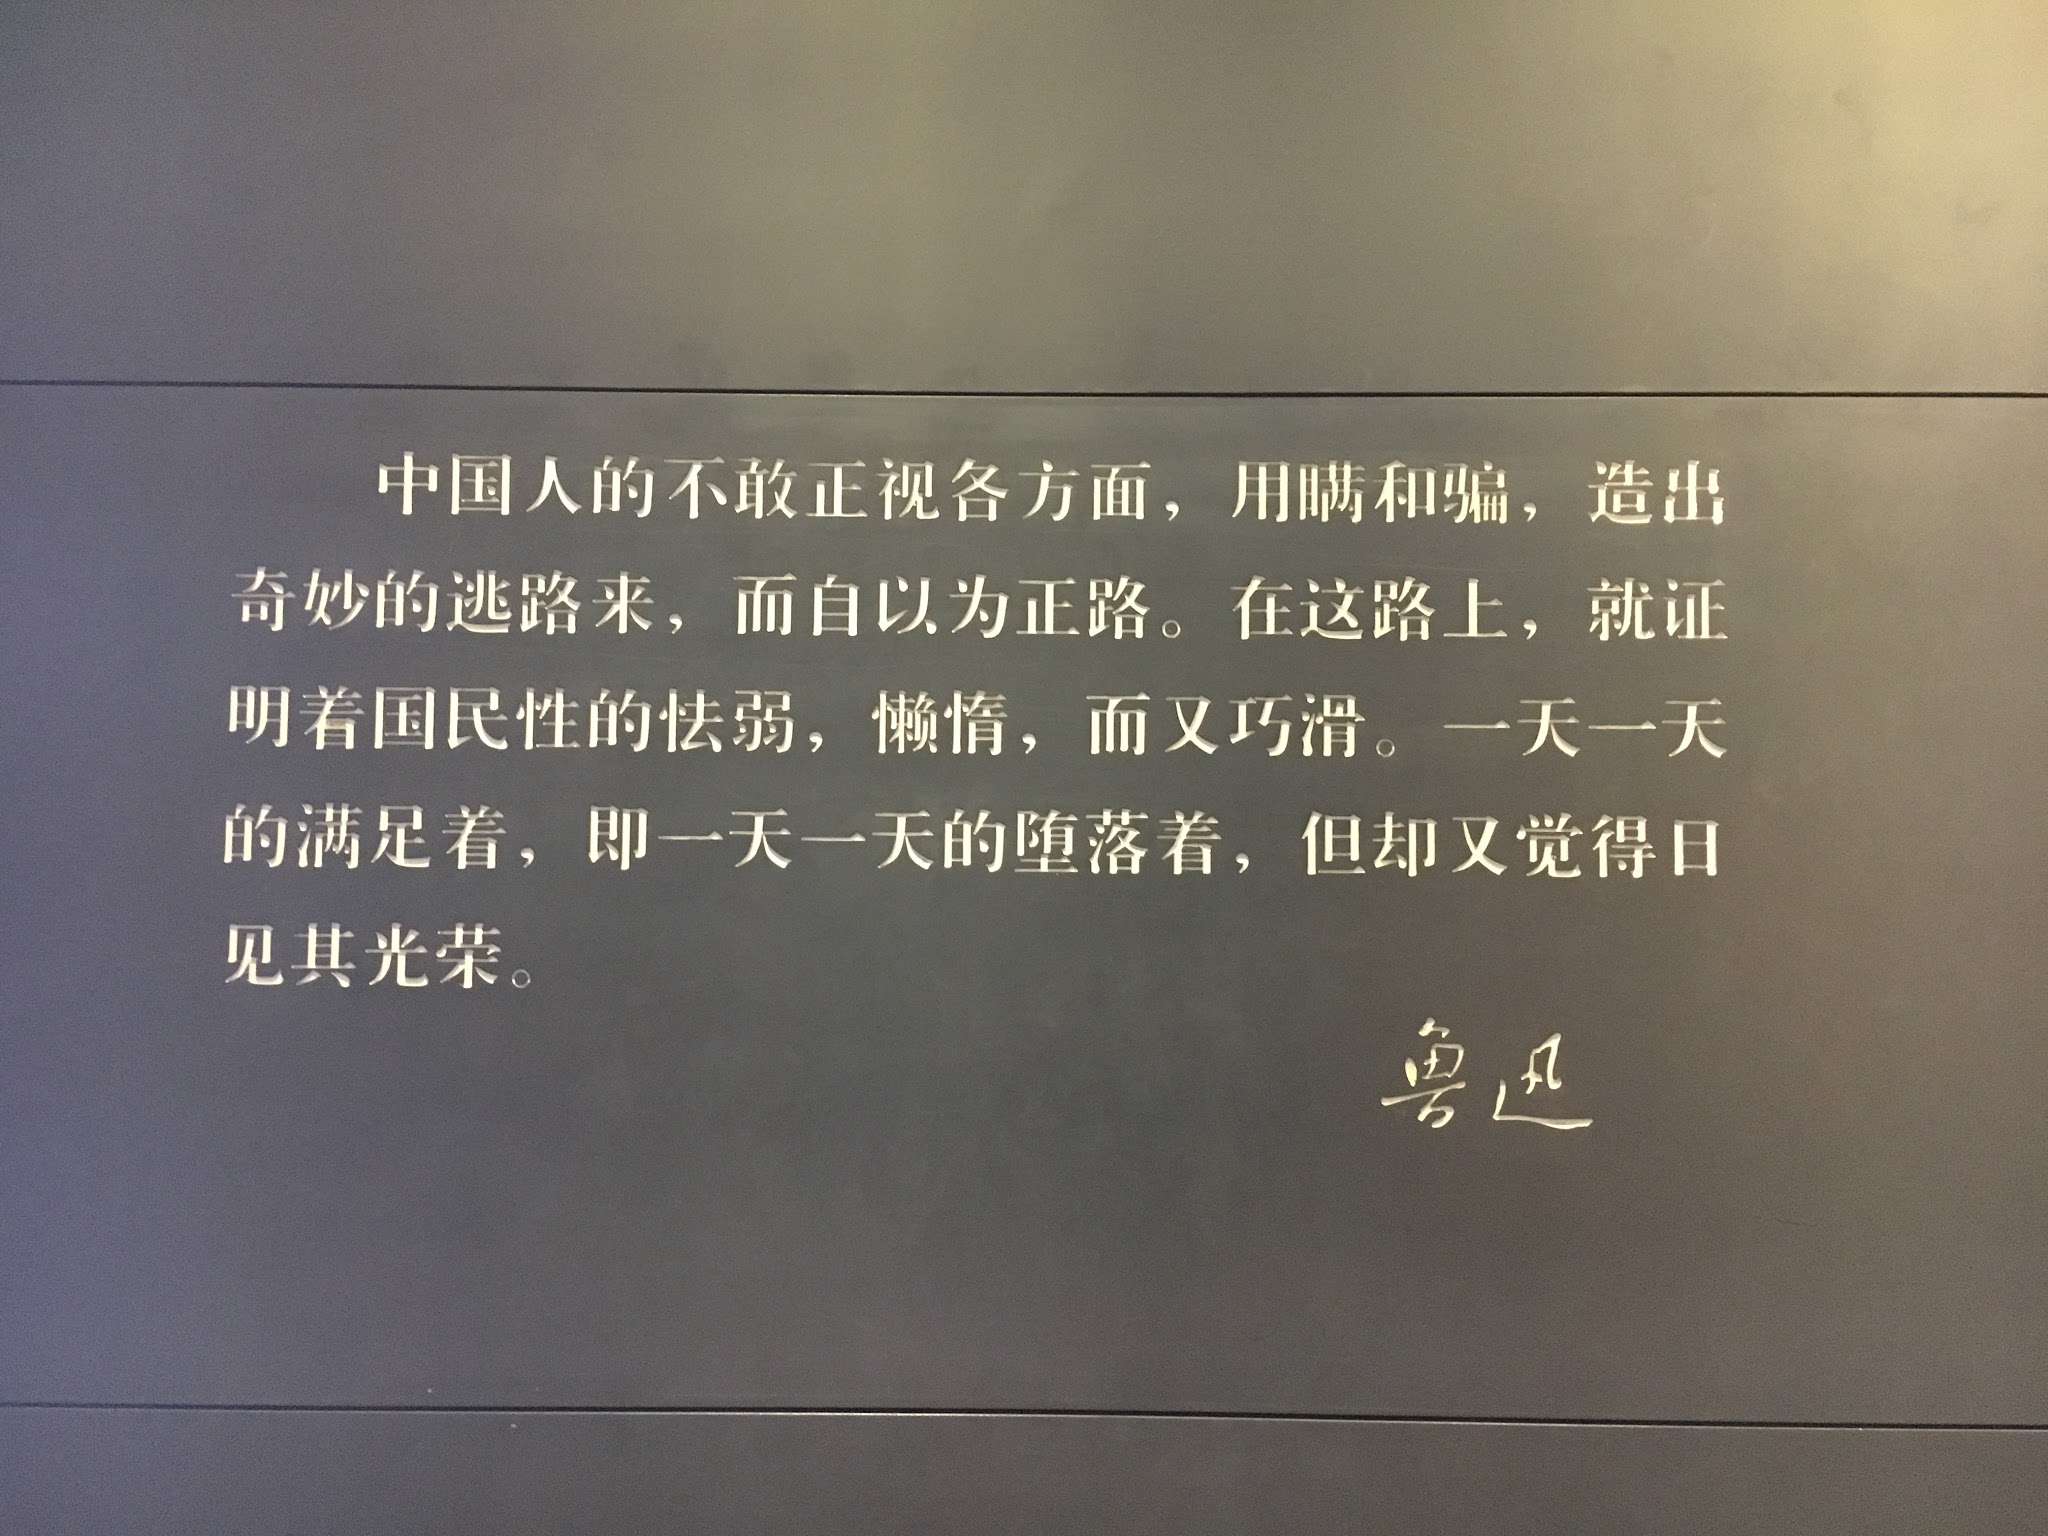 中国人的不敢正视各方面，用瞒和骗，造出
奇妙的逃路来，而自以为正路。在这路上，就证
明着国民性的怯弱，懒惰，而又巧滑。一天一天
的满足着，即一天一天的堕落着，但却又觉得日
见其光荣。
鲁迅